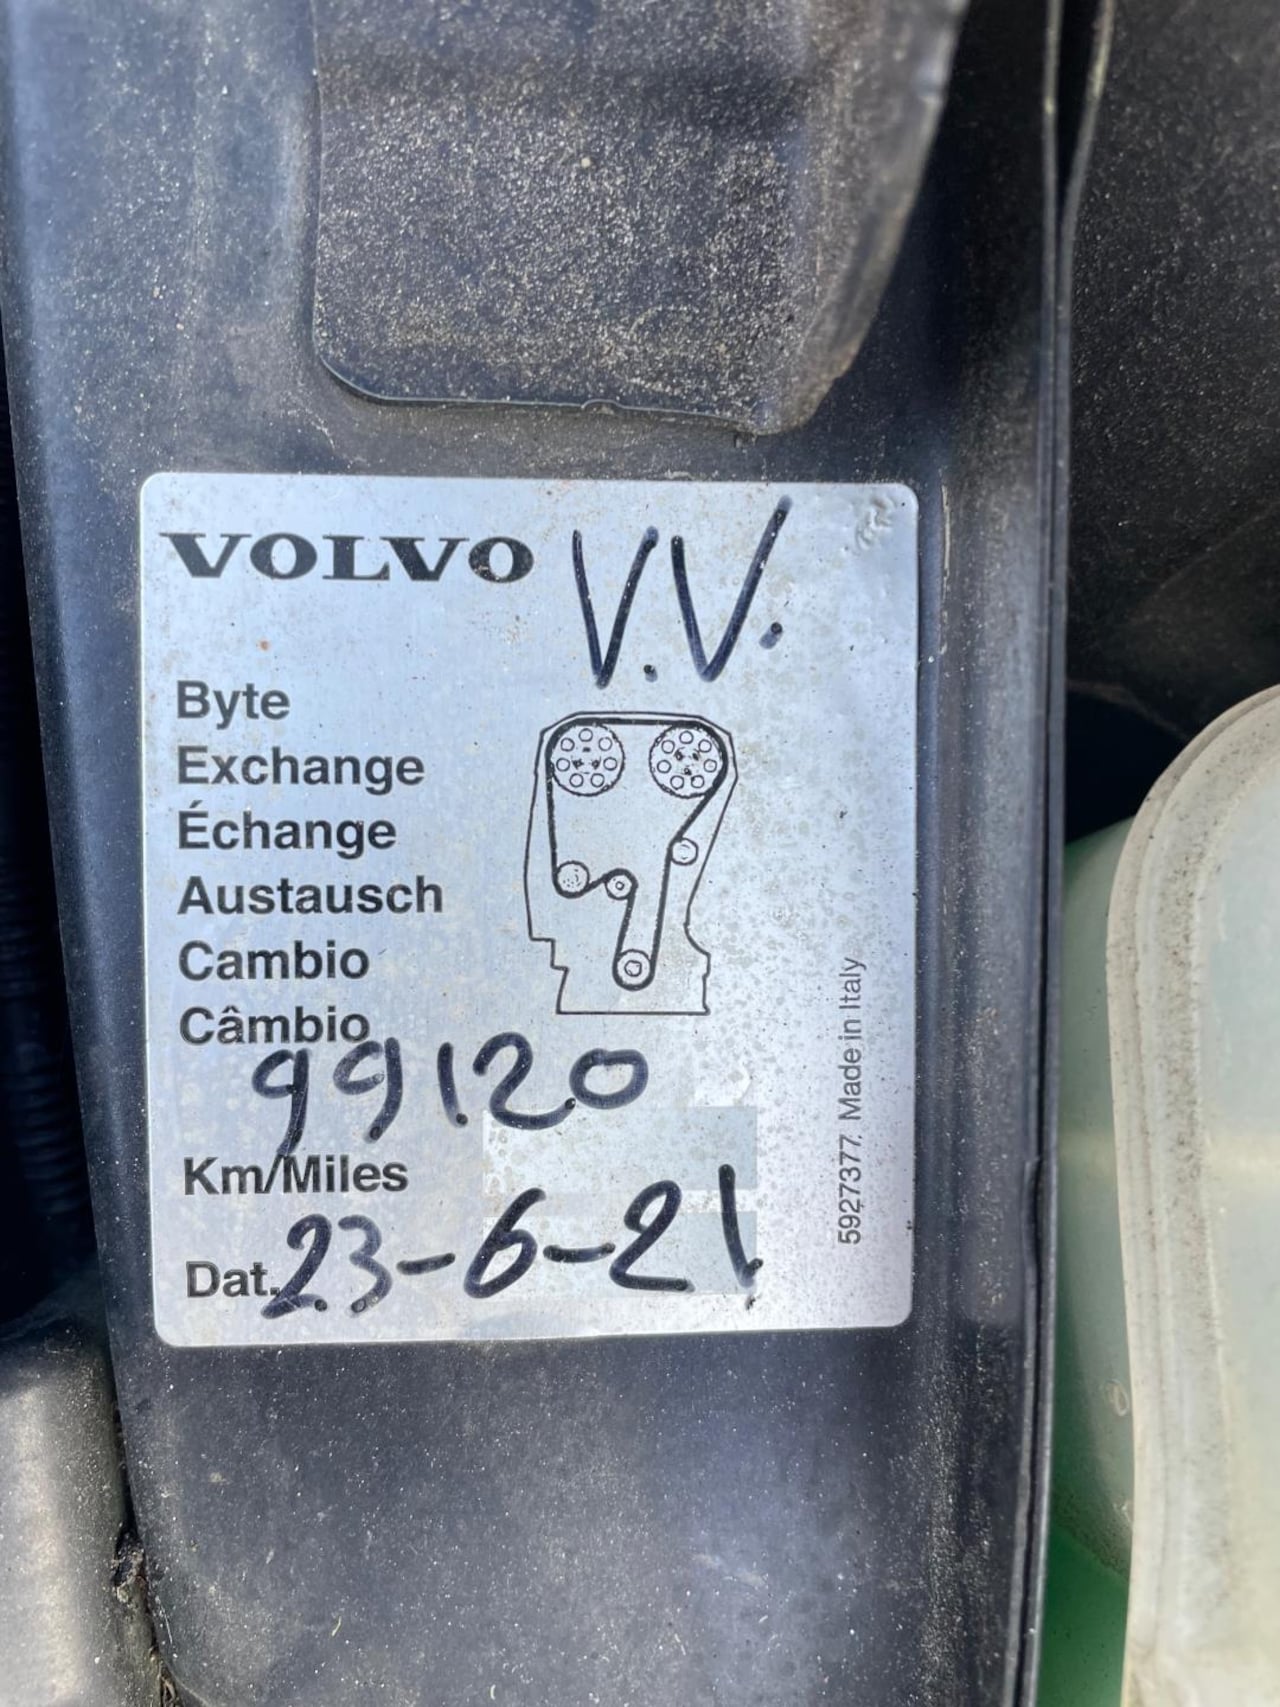 VOLVO V.V.
Byte
Exchange
Échange
Austausch
Cambio
Câmbio
99120
Km/Miles
Dat. 23-6-21
5927377. Made in Italy